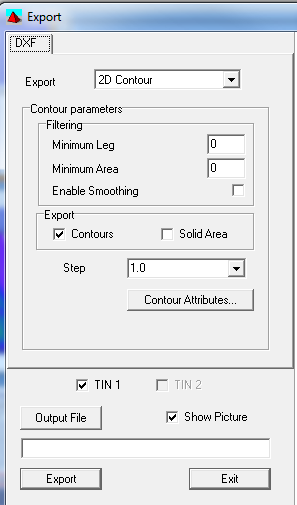 Export
DXF
Export 2D Contour
Contour parameters
Filtering
Minimum Leg 0
Minimum Area 0
Enable Smoothing
Export
Contours Solid Area
Step 1.0
Contour Attributes...
TIN 1 TIN 2
Output File Show Picture
Export Exit